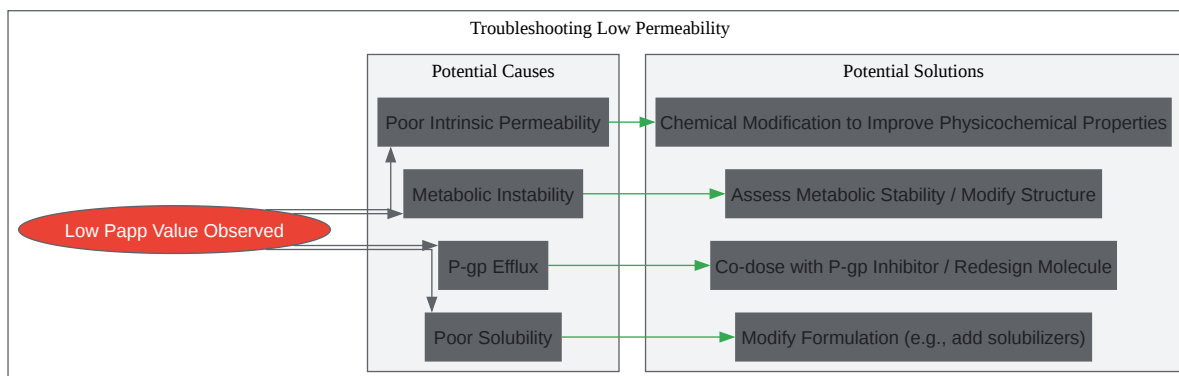 Troubleshooting Low Permeability
Potential Causes
Potential Solutions
Poor Intrinsic Permeability
Chemical Modification to Improve Physicochemical Properties
Metabolic Instability
Assess Metabolic Stability / Modify Structure
Low Papp Value Observed
P-gp Efflux
Co-dose with P-gp Inhibitor / Redesign Molecule
Poor Solubility
Modify Formulation (e.g., add solubilizers)